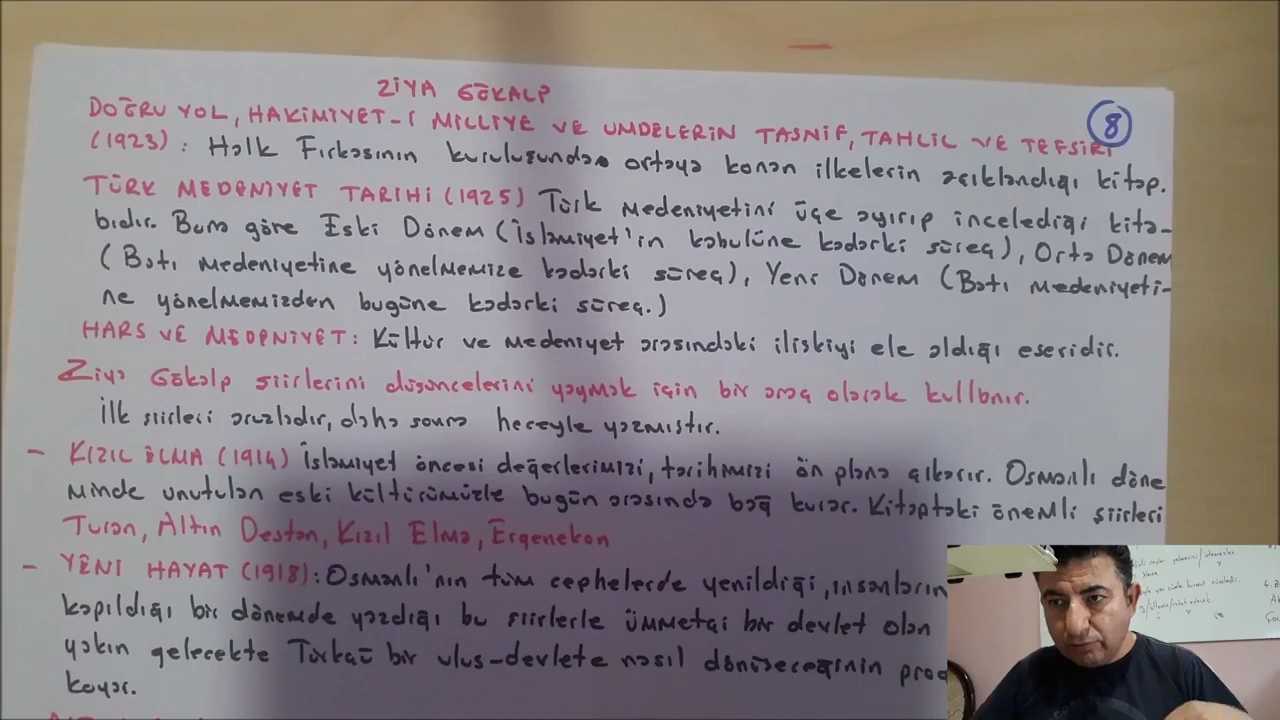 ZİYA GÖKALP
8
DOĞRU YOL, HAKİMİYET-İ MİLLİYE VE UMDELERİN TASNİF, TAHLİL VE TEFSİRİ
(1923): Halk Fırkasının kuruluşunda ortaya konan ilkelerin açıklandığı kitap.
TÜRK MEDENİYET TARİHİ (1925) Türk medeniyetini üçe ayırıp incelediği kita-
bıdır. Buna göre Eski Dönem (İslamiyet'in kabulüne kadarki süreç), Orta Dönem
(Batı medeniyetine yönelmemize kadarki süreç), Yeni Dönem (Batı medeniyeti-
ne yönelmemizden bugüne kadarki süreç.)
HARS VE MEDENİYET: Kültür ve medeniyet arasındaki ilişkiyi ele aldığı eseridir.
Ziya Gökalp şiirlerini düşüncelerini yaymak için bir araç olarak kullanır.
İlk şiirleri aruzladır, daha sonra heceyle yazmıştır.
- KIZIL ELMA (1914) İslamiyet öncesi değerlerimizi, tarihimizi ön plana çıkarır. Osmanlı döne
minde unutulan eski kültürümüzle bugün arasında bağ kurar. Kitaptaki önemli şiirleri
Turan, Altın Destan, Kızıl Elma, Ergenekon
- YENİ HAYAT (1918): Osmanlı'nın tüm cephelerde yenildiği, insanların
kapıldığı bir dönemde yazdığı bu şiirlerle ümmetçi bir devlet olan
yakın gelecekte Türkçü bir ulus-devlete nasıl dönüşeceğinin
koyar.